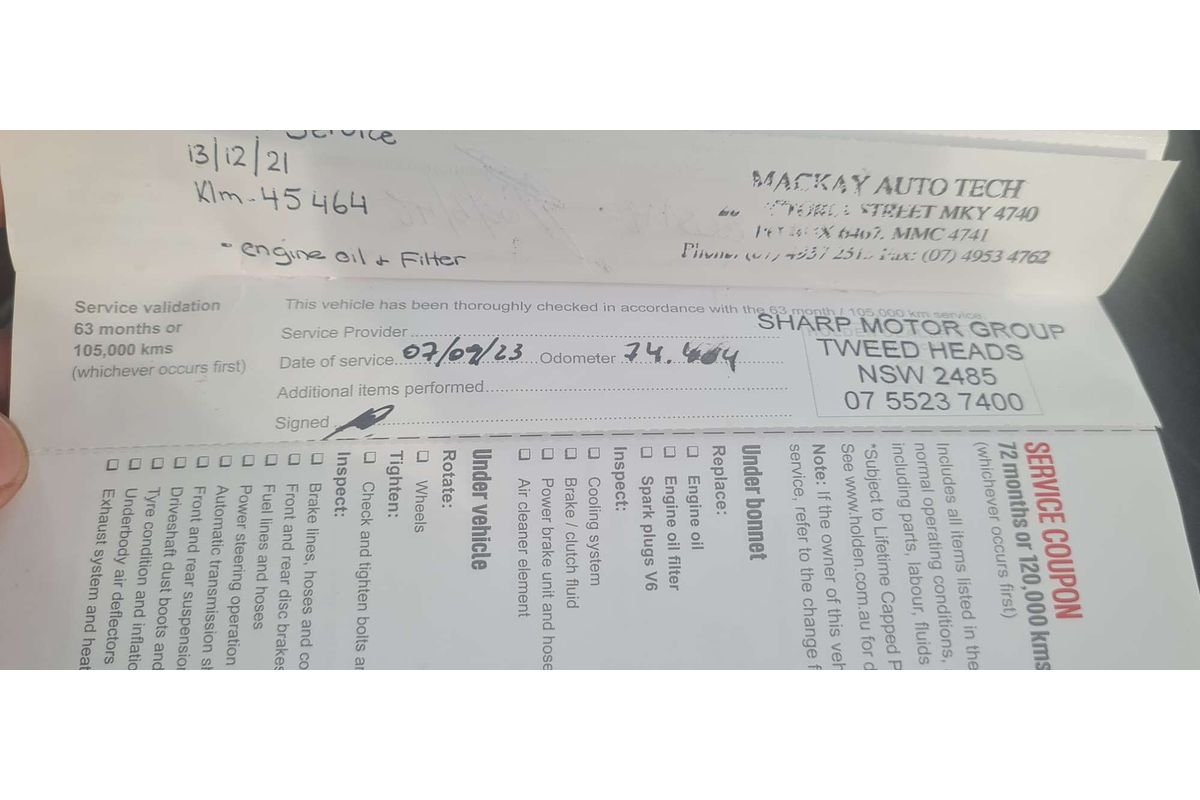 Service
13/12/21
Klm-45464
- engine oil + Filter
MACKAY AUTO TECH
STREET MKY 4740
MMC 4741
Fax: (07) 4953 4762
Service validation
63 months or
105,000 kms
(whichever occurs first)
This vehicle has been thoroughly checked in accordance with the 63 month / 105,000 km service.
Service Provider
Date of service 07/09/23 Odometer
Additional items performed
Signed
SHARP MOTOR GROUP
TWEED HEADS
NSW 2485
07 5523 7400
SERVICE COUPON
72 months or 120,000 kms
(whichever occurs first)
Includes all items listed in the
normal operating conditions,
including parts, labour, fluids
*Subject to Lifetime Capped P
See www.holden.com.au for d
Note: If the owner of this veh
service, refer to the change f
Under bonnet
Replace:
☐ Engine oil
☐ Engine oil filter
☐ Spark plugs V6
Inspect:
☐ Cooling system
☐ Brake / clutch fluid
☐ Power brake unit and hose
☐ Air cleaner element
Under vehicle
Rotate:
☐ Wheels
Tighten:
☐ Check and tighten bolts an
Inspect:
☐ Brake lines, hoses and co
☐ Front and rear disc brakes
☐ Fuel lines and hoses
☐ Power steering operation
☐ Automatic transmission sh
☐ Front and rear suspension
☐ Driveshaft dust boots and
☐ Tyre condition and inflatio
☐ Underbody air deflectors
☐ Exhaust system and heat